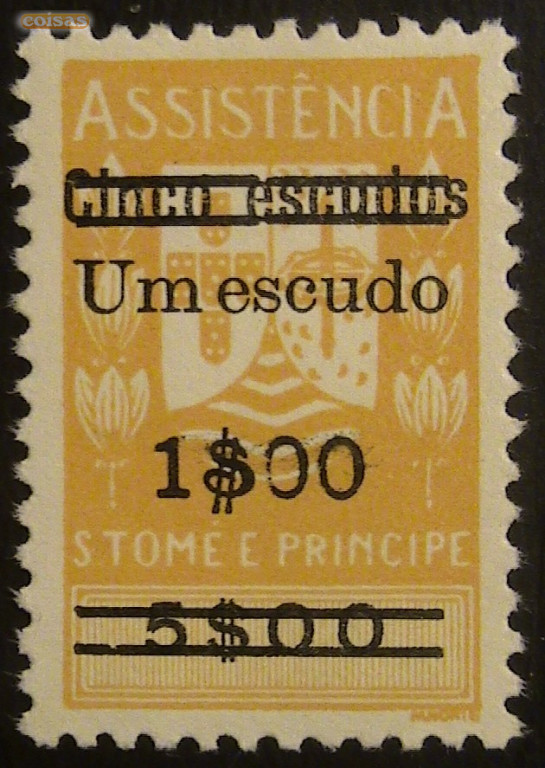 coisas
ASSISTÊNCIA
Cinco escudos
Um escudo
1$00
S TOMÉ E PRINCIPE
5$00